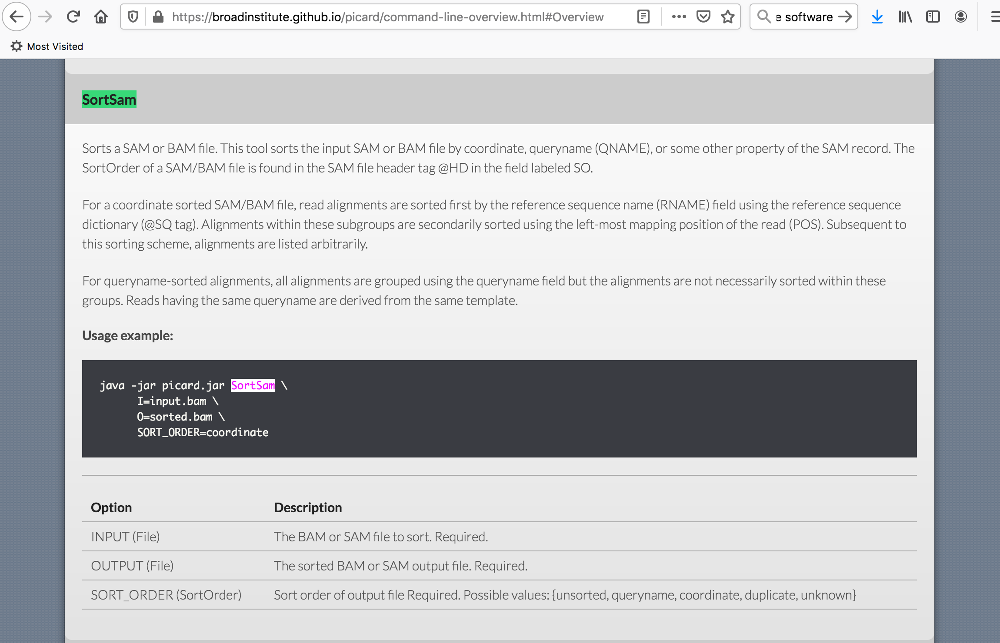 https://broadinstitute.github.io/picard/command-line-overview.html#Overview
e software
Most Visited
SortSam
Sorts a SAM or BAM file. This tool sorts the input SAM or BAM file by coordinate, queryname (QNAME), or some other property of the SAM record. The
SortOrder of a SAM/BAM file is found in the SAM file header tag @HD in the field labeled SO.
For a coordinate sorted SAM/BAM file, read alignments are sorted first by the reference sequence name (RNAME) field using the reference sequence
dictionary (@SQ tag). Alignments within these subgroups are secondarily sorted using the left-most mapping position of the read (POS). Subsequent to
this sorting scheme, alignments are listed arbitrarily.
For queryname-sorted alignments, all alignments are grouped using the queryname field but the alignments are not necessarily sorted within these
groups. Reads having the same queryname are derived from the same template.
Usage example:
java -jar picard.jar SortSam \
I=input.bam \
O=sorted.bam \
SORT_ORDER=coordinate
Option Description
INPUT (File) The BAM or SAM file to sort. Required.
OUTPUT (File) The sorted BAM or SAM output file. Required.
SORT_ORDER (SortOrder) Sort order of output file Required. Possible values: {unsorted, queryname, coordinate, duplicate, unknown}